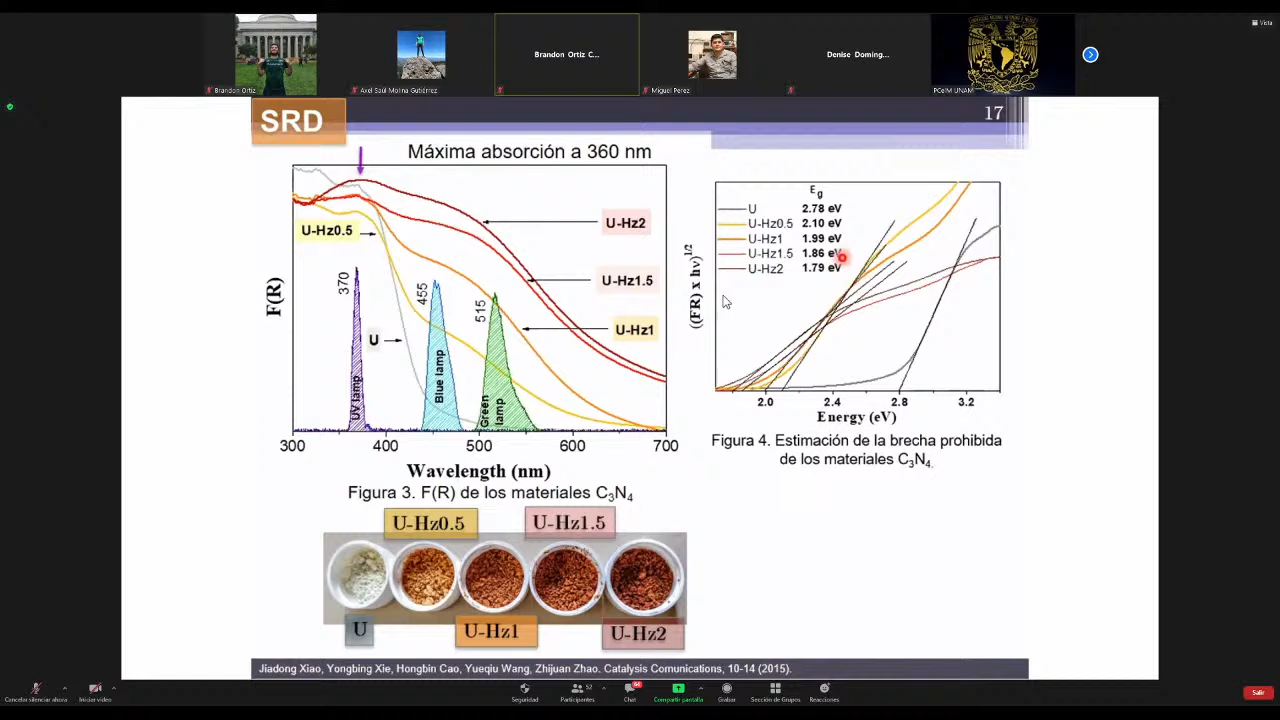 Vista
Brandon Ortiz C...
Denise Doming...
Brandon Ortiz
Axel Saúl Molina Gutiérrez
Miguel Perez
PCeIM UNAM
SRD
17
Máxima absorción a 360 nm
U-Hz0.5
U-Hz2
U-Hz1.5
U-Hz1
U
370
455
515
UV lamp
Blue lamp
Green
lamp
F(R)
300
400
500
600
700
Wavelength (nm)
Figura 3. F(R) de los materiales C₃N₄
Eg
U 2.78 eV
U-Hz0.5 2.10 eV
U-Hz1 1.99 eV
U-Hz1.5 1.86 eV
U-Hz2 1.79 eV
((FR) x hν)^1/2
2.0
2.4
2.8
3.2
Energy (eV)
Figura 4. Estimación de la brecha prohibida
de los materiales C₃N₄.
U-Hz0.5
U-Hz1.5
U
U-Hz1
U-Hz2
Jiadong Xiao, Yongbing Xie, Hongbin Cao, Yueqiu Wang, Zhijuan Zhao. Catalysis Comunications, 10-14 (2015).
Cancelar silenciar ahora
Iniciar video
Seguridad
57
Participantes
64
Chat
Compartir pantalla
Grabar
Sección de Grupos
Reacciones
Salir